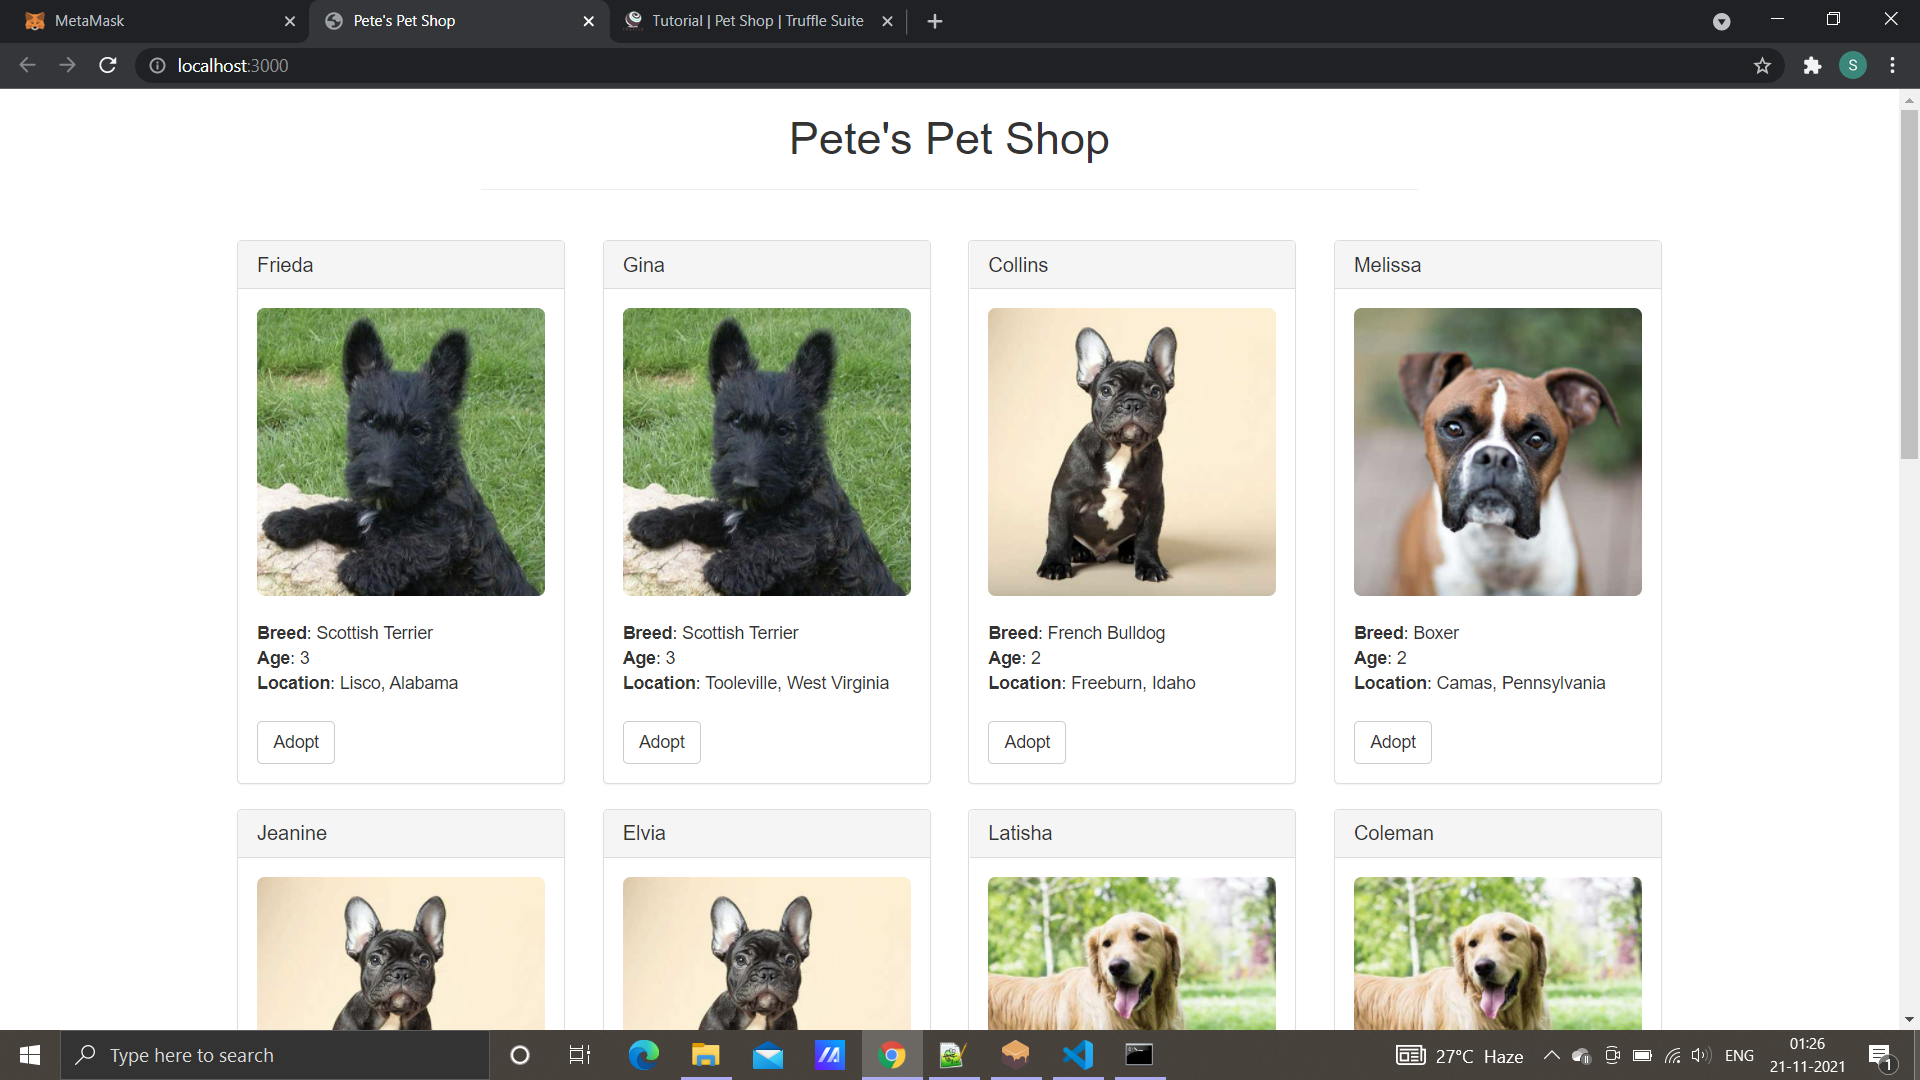 MetaMask
Pete's Pet Shop
Tutorial | Pet Shop | Truffle Suite
localhost:3000
S
Pete's Pet Shop
Frieda
Gina
Collins
Melissa
Breed: Scottish Terrier
Age: 3
Location: Lisco, Alabama
Adopt
Breed: Scottish Terrier
Age: 3
Location: Tooleville, West Virginia
Adopt
Breed: French Bulldog
Age: 2
Location: Freeburn, Idaho
Adopt
Breed: Boxer
Age: 2
Location: Camas, Pennsylvania
Adopt
Jeanine
Elvia
Latisha
Coleman
Type here to search
27°C Haze
ENG
01:26
21-11-2021
1